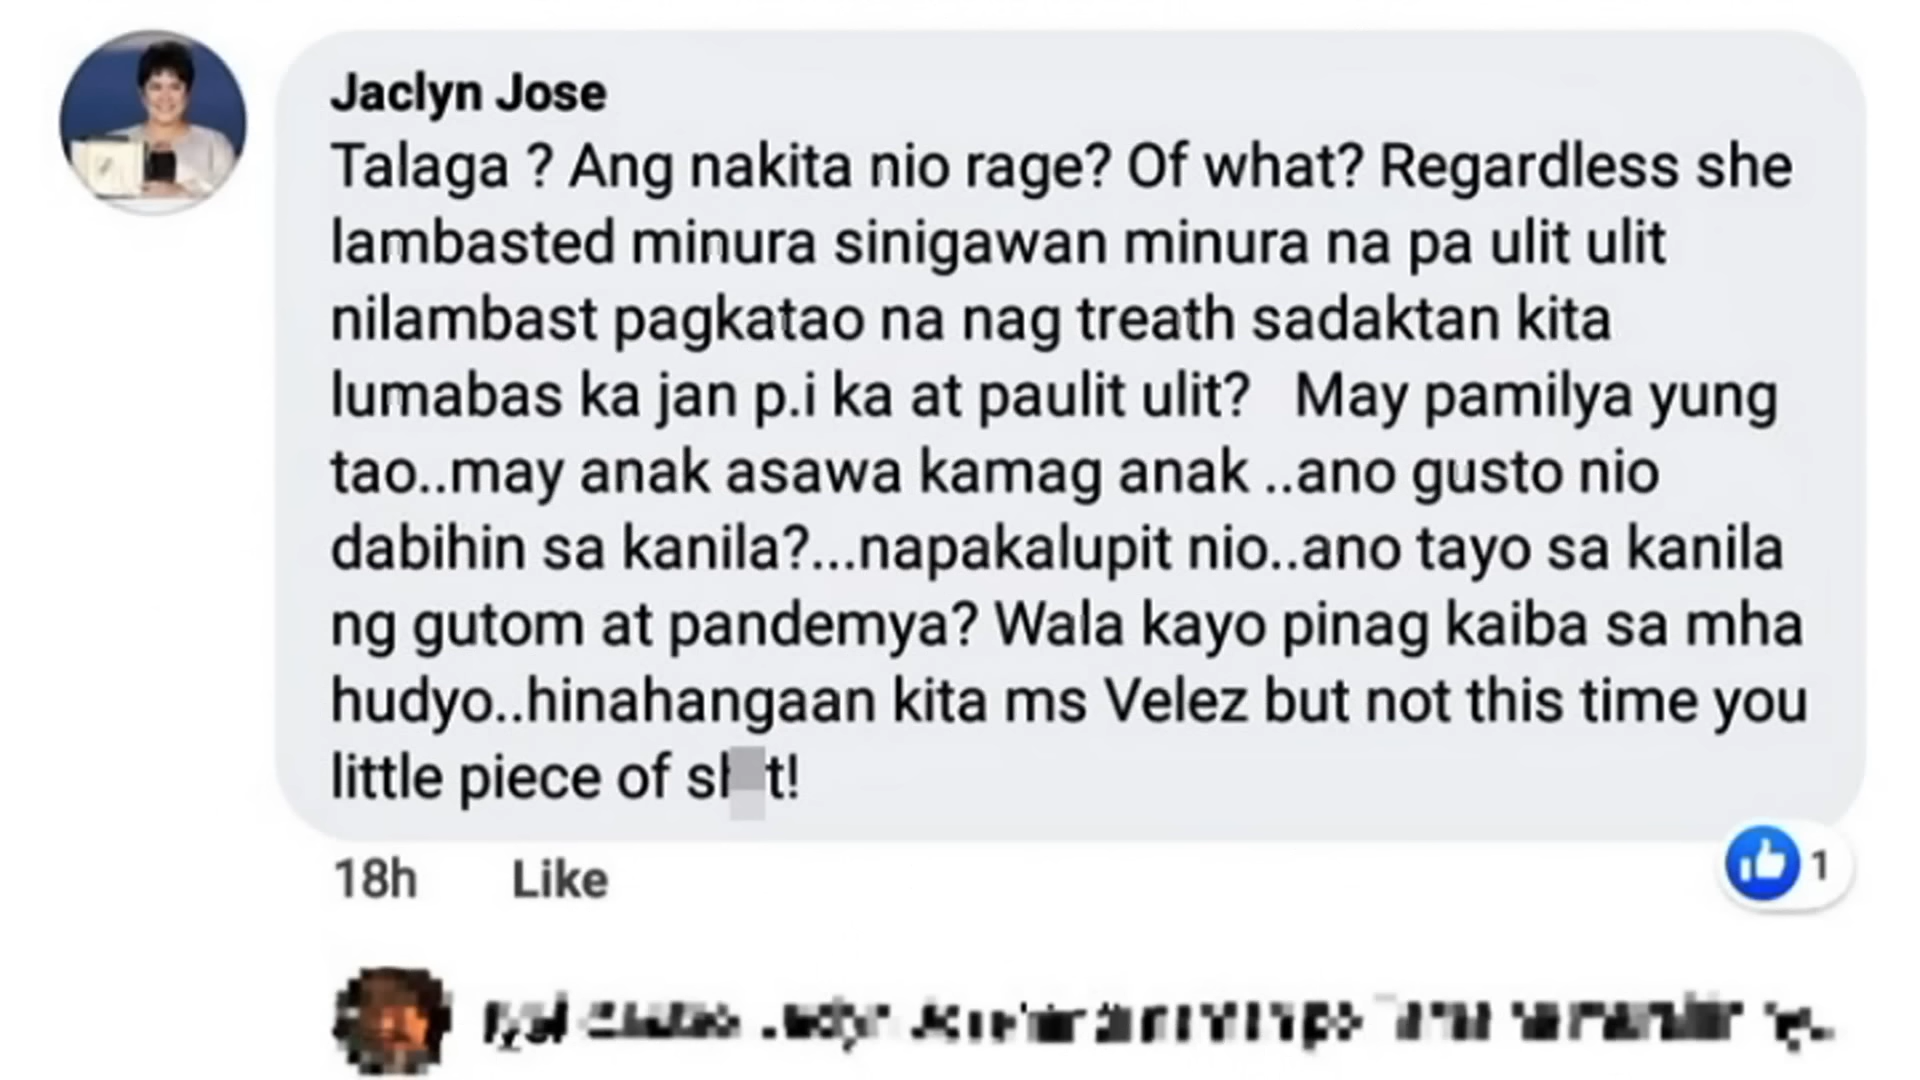 Jaclyn Jose
Talaga ? Ang nakita nio rage? Of what? Regardless she
lambasted minura sinigawan minura na pa ulit ulit
nilambast pagkatao na nag treath sadaktan kita
lumabas ka jan p.i ka at paulit ulit? May pamilya yung
tao..may anak asawa kamag anak ..ano gusto nio
dabihin sa kanila?...napakalupit nio..ano tayo sa kanila
ng gutom at pandemya? Wala kayo pinag kaiba sa mha
hudyo..hinahangaan kita ms Velez but not this time you
little piece of
18h Like 1